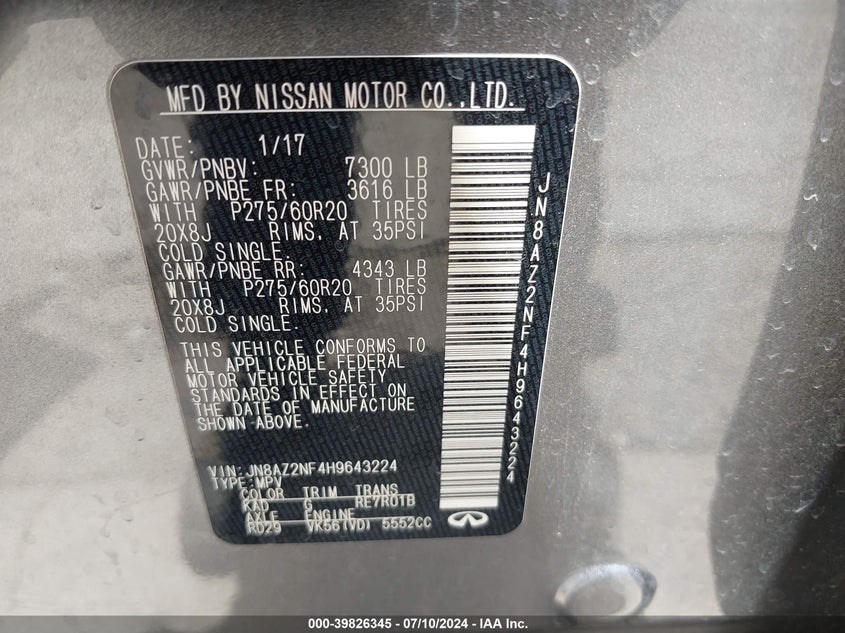 MFD BY NISSAN MOTOR CO.,LTD.
DATE: 1/17
GVWR/PNBV: 7300 LB
GAWR/PNBE FR: 3616 LB
WITH P275/60R20 TIRES
20X8J RIMS, AT 35PSI
COLD SINGLE.
GAWR/PNBE RR: 4343 LB
WITH P275/60R20 TIRES
20X8J RIMS, AT 35PSI
COLD SINGLE.
THIS VEHICLE CONFORMS TO
ALL APPLICABLE FEDERAL
MOTOR VEHICLE SAFETY
STANDARDS IN EFFECT ON
THE DATE OF MANUFACTURE
SHOWN ABOVE.
VIN: JN8AZ2NF4H9643224
TYPE: MPV
COLOR TRIM TRANS
KAD G RE7R01B
AXLE ENGINE
RD29 VK56(VD) 5552CC
JN8AZ2NF4H9643224
000-39826345 - 07/10/2024 - IAA Inc.